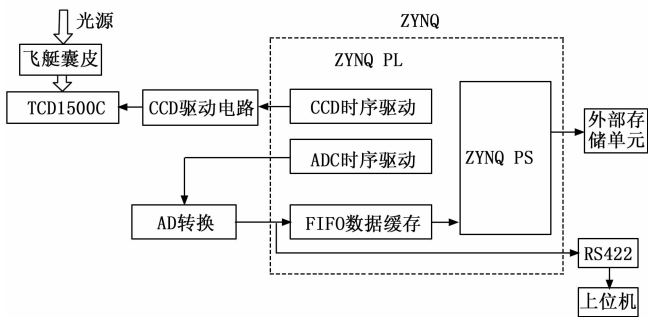 光源
ZYNQ
飞艇囊皮
ZYNQ PL
TCD1500C
CCD驱动电路
CCD时序驱动
ZYNQ PS
外部存
储单元
ADC时序驱动
AD转换
FIFO数据缓存
RS422
上位机